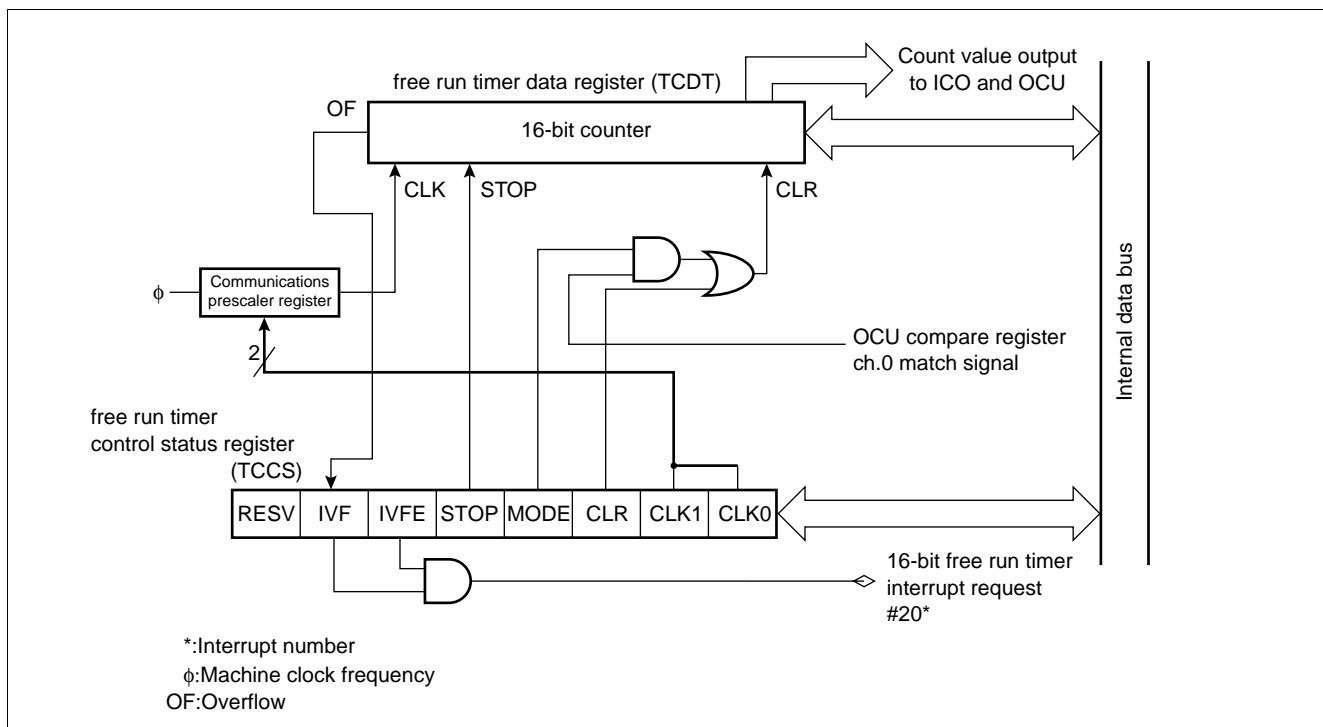 Count value output
to ICO and OCU
free run timer data register (TCDT)
OF
16-bit counter
CLK
STOP
CLR
Communications
prescaler register
ϕ
2
OCU compare register
ch.0 match signal
Internal data bus
free run timer
control status register
(TCCS)
RESV IVF IVFE STOP MODE CLR CLK1 CLK0
16-bit free run timer
interrupt request
#20*
*:Interrupt number
ϕ:Machine clock frequency
OF:Overflow